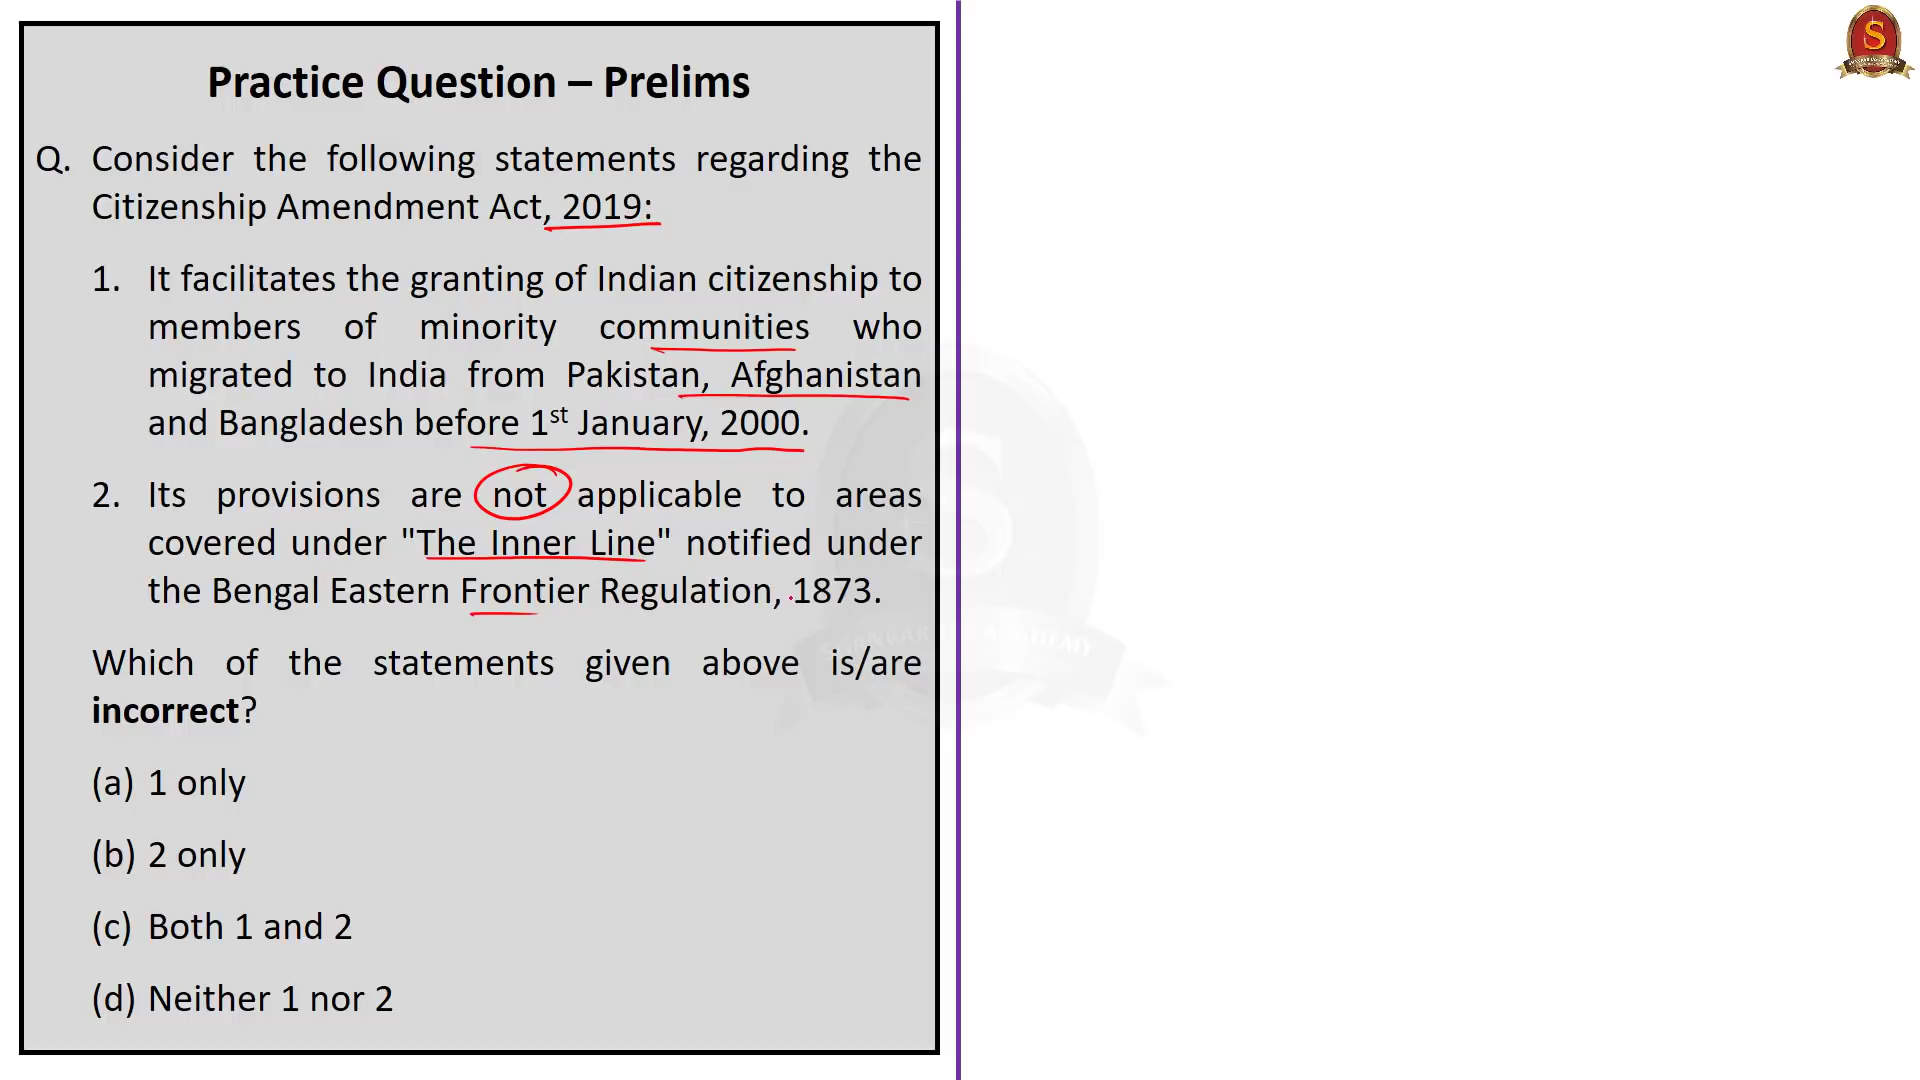 Practice Question – Prelims
Q. Consider the following statements regarding the
Citizenship Amendment Act, 2019:
1. It facilitates the granting of Indian citizenship to
members of minority communities who
migrated to India from Pakistan, Afghanistan
and Bangladesh before 1st January, 2000.
2. Its provisions are not applicable to areas
covered under "The Inner Line" notified under
the Bengal Eastern Frontier Regulation, 1873.
Which of the statements given above is/are
incorrect?
(a) 1 only
(b) 2 only
(c) Both 1 and 2
(d) Neither 1 nor 2
S